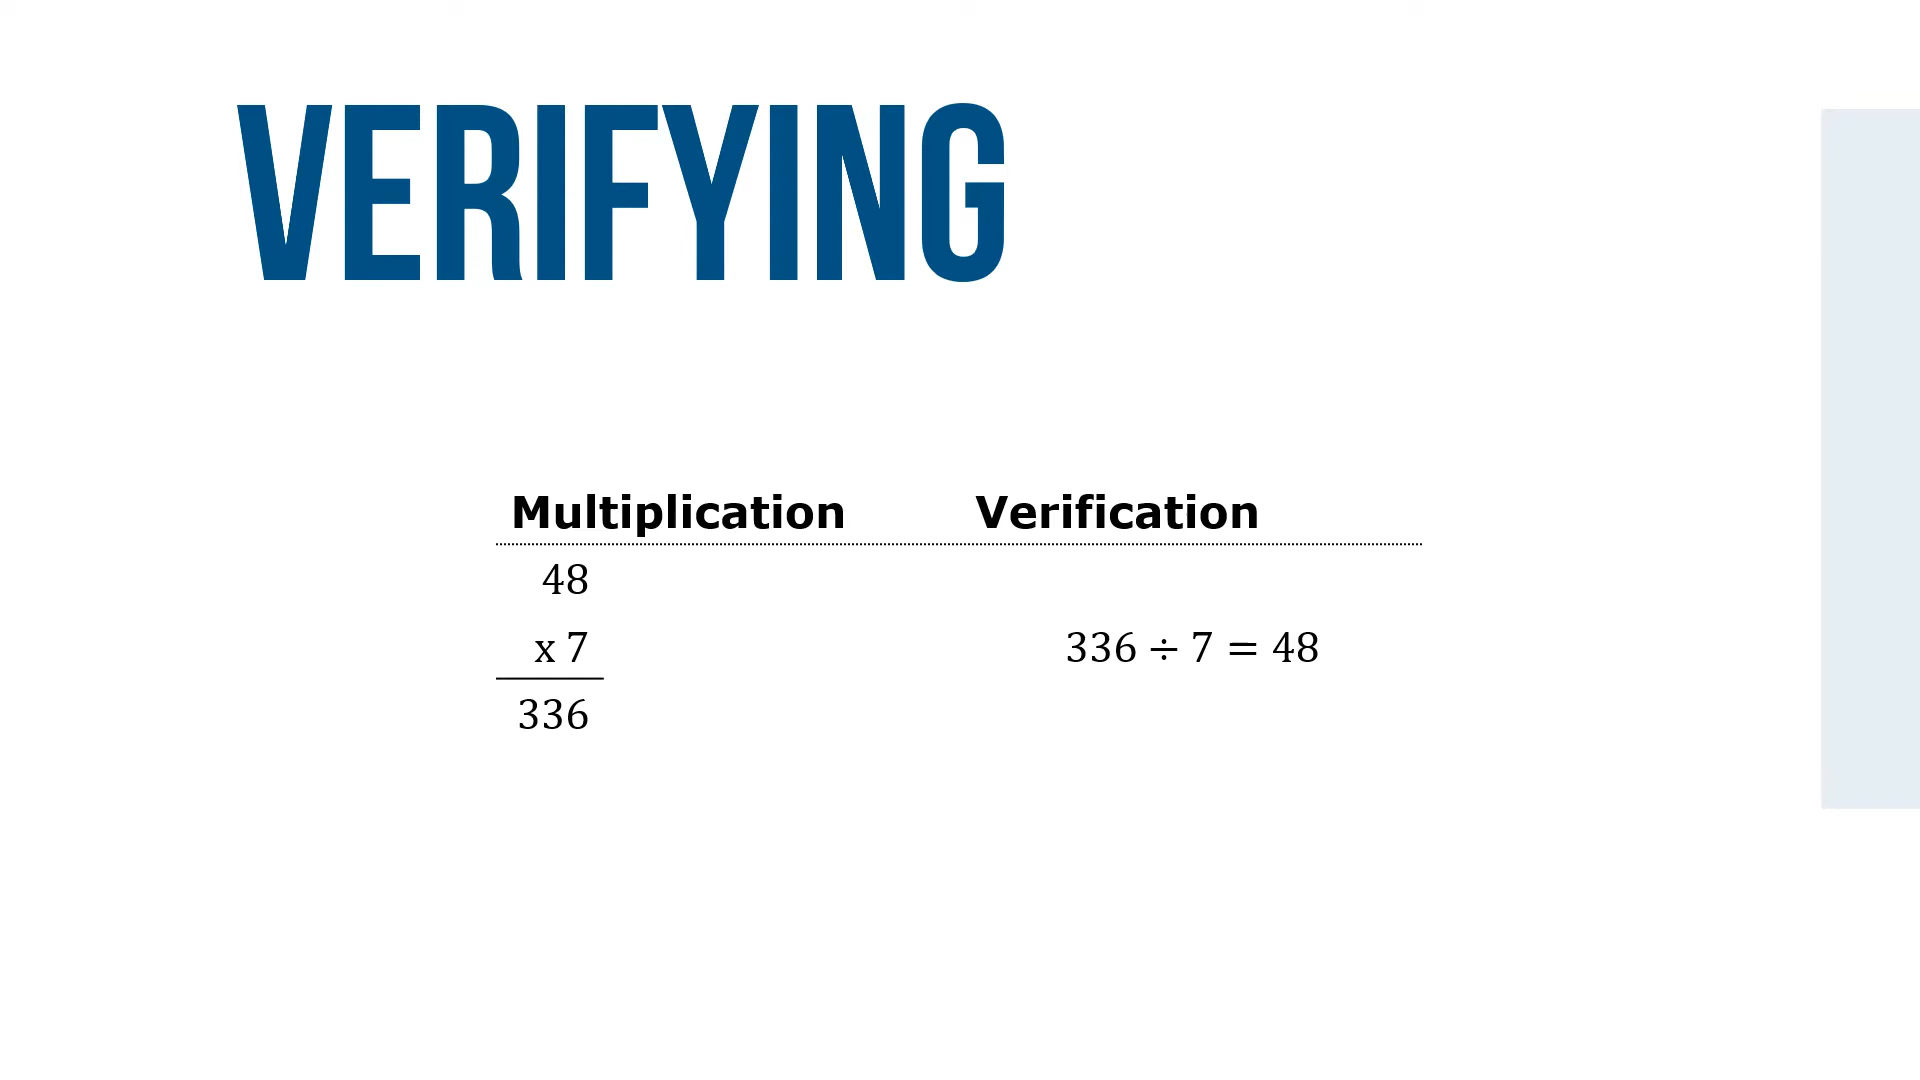 VERIFYING
Multiplication Verification
48
x 7 336 ÷ 7 = 48
336